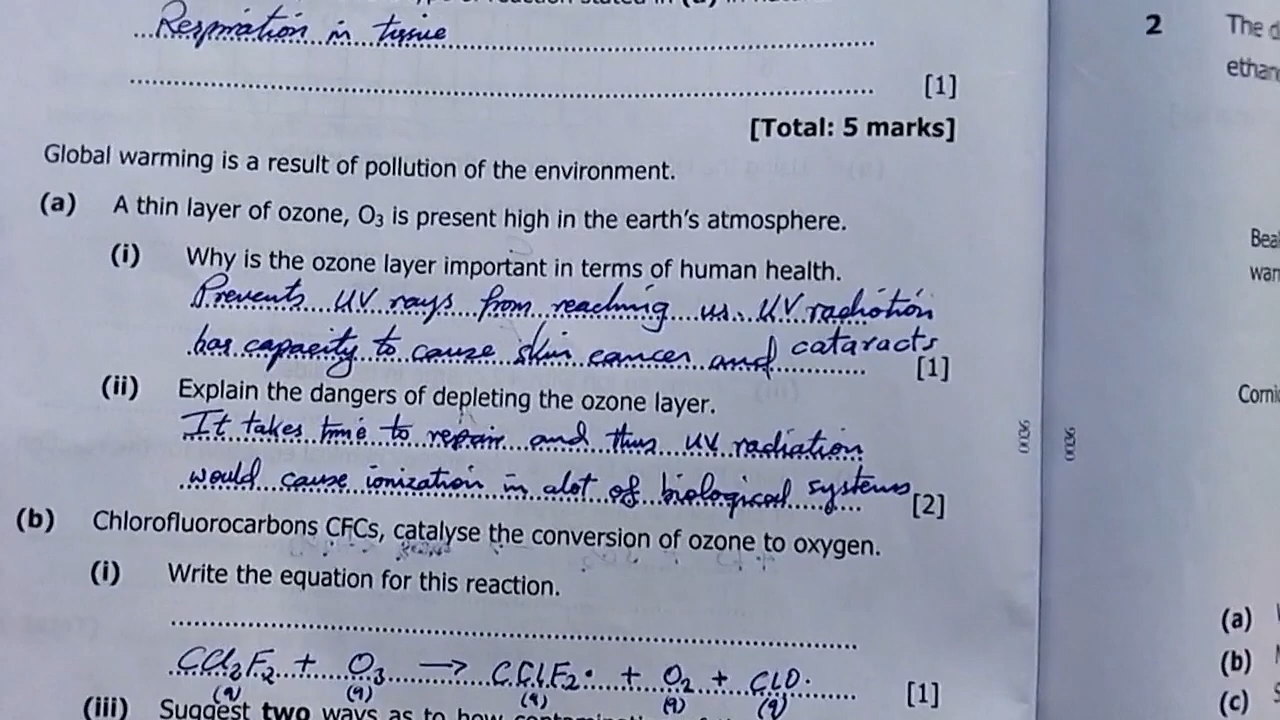 Respiration in tissue
[1]
[Total: 5 marks]
Global warming is a result of pollution of the environment.
(a) A thin layer of ozone, O₃ is present high in the earth's atmosphere.
(i) Why is the ozone layer important in terms of human health.
Prevents UV rays from reaching us. UV radiation
has capacity to cause skin cancer and cataracts
[1]
(ii) Explain the dangers of depleting the ozone layer.
It takes time to repair and thus UV radiation
would cause ionization in alot of biological systems
[2]
(b) Chlorofluorocarbons CFCs, catalyse the conversion of ozone to oxygen.
(i) Write the equation for this reaction.
CCl₂F₂ + O₃ → CClF₂• + O₂ + ClO•
(g) (g) (g) (g) (g)
[1]
(iii) Suggest two ways as to how
2 The
0036
0036
(a)
(b)
(c)